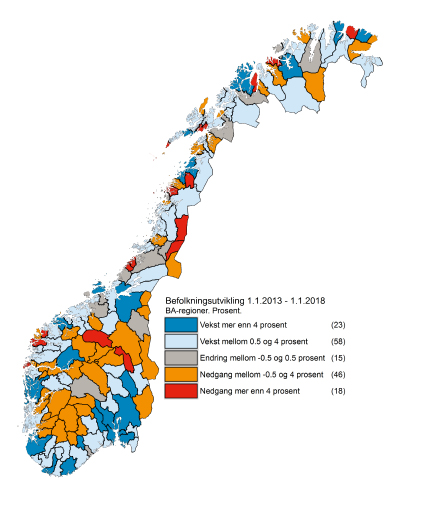 Befolkningsutvikling 1.1.2013 - 1.1.2018
BA-regioner. Prosent.
Vekst mer enn 4 prosent (23)
Vekst mellom 0.5 og 4 prosent (58)
Endring mellom -0.5 og 0.5 prosent (15)
Nedgang mellom -0.5 og 4 prosent (46)
Nedgang mer enn 4 prosent (18)